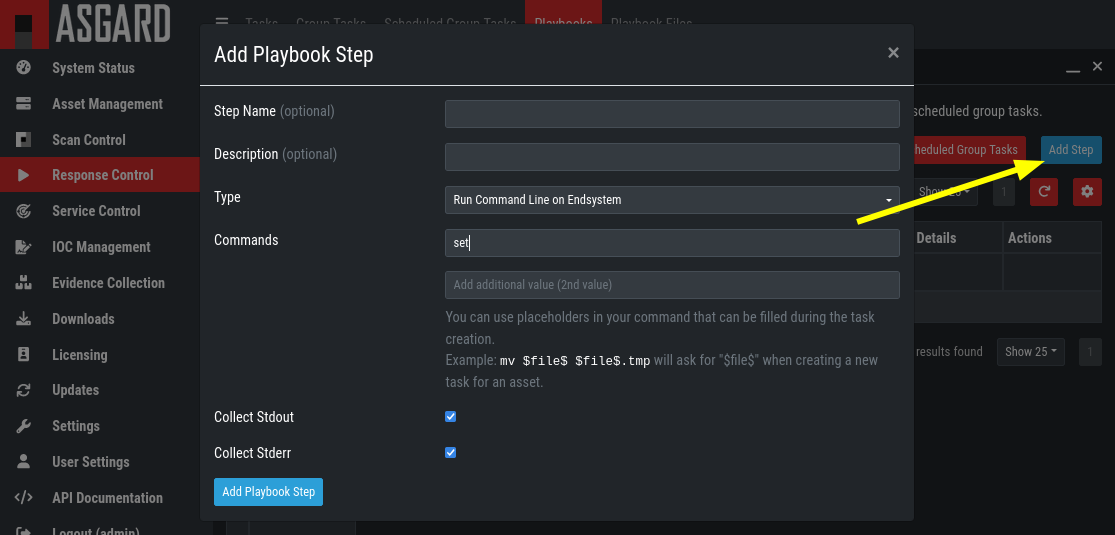 ASGARD
Tasks Group Tasks Scheduled Group Tasks Playbooks Playbook Files
System Status
Asset Management
Scan Control
Response Control
Service Control
IOC Management
Evidence Collection
Downloads
Licensing
Updates
Settings
User Settings
API Documentation
Logout (admin)
Add Playbook Step
×
Step Name (optional)
Description (optional)
Type
Run Command Line on Endsystem
Commands
set
Add additional value (2nd value)
You can use placeholders in your command that can be filled during the task
creation.
Example: mv $file$ $file$.tmp will ask for "$file$" when creating a new
task for an asset.
Collect Stdout
Collect Stderr
Add Playbook Step
scheduled group tasks.
heduled Group Tasks
Add Step
Show 25
1
Details
Actions
results found
Show 25
1